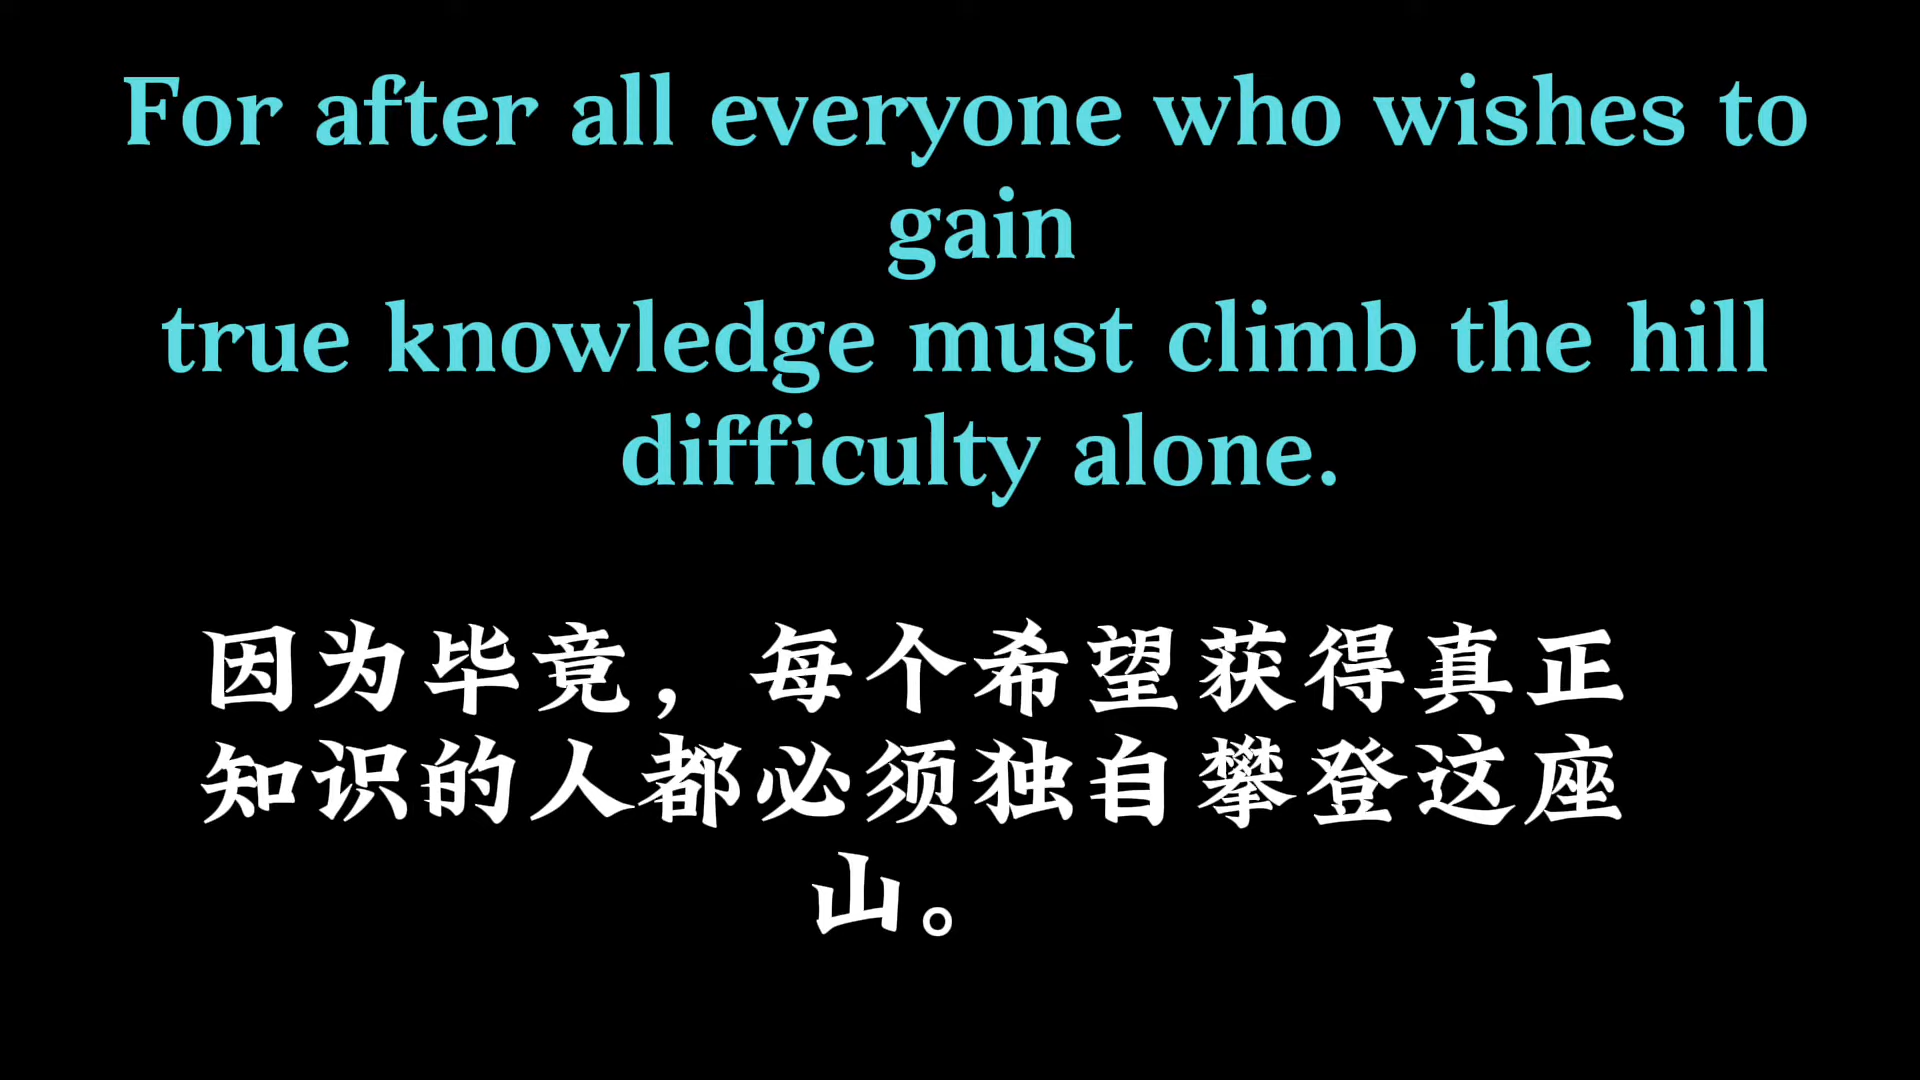 For after all everyone who wishes to
gain
true knowledge must climb the hill
difficulty alone.
因为毕竟，每个希望获得真正
知识的人都必须独自攀登这座
山。